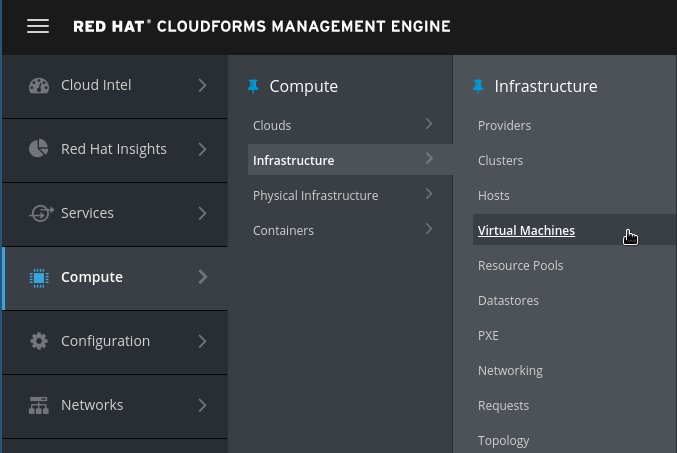 RED HAT® CLOUDFORMS MANAGEMENT ENGINE
Cloud Intel
Red Hat Insights
Services
Compute
Configuration
Networks
Compute
Clouds
Infrastructure
Physical Infrastructure
Containers
Infrastructure
Providers
Clusters
Hosts
Virtual Machines
Resource Pools
Datastores
PXE
Networking
Requests
Topology